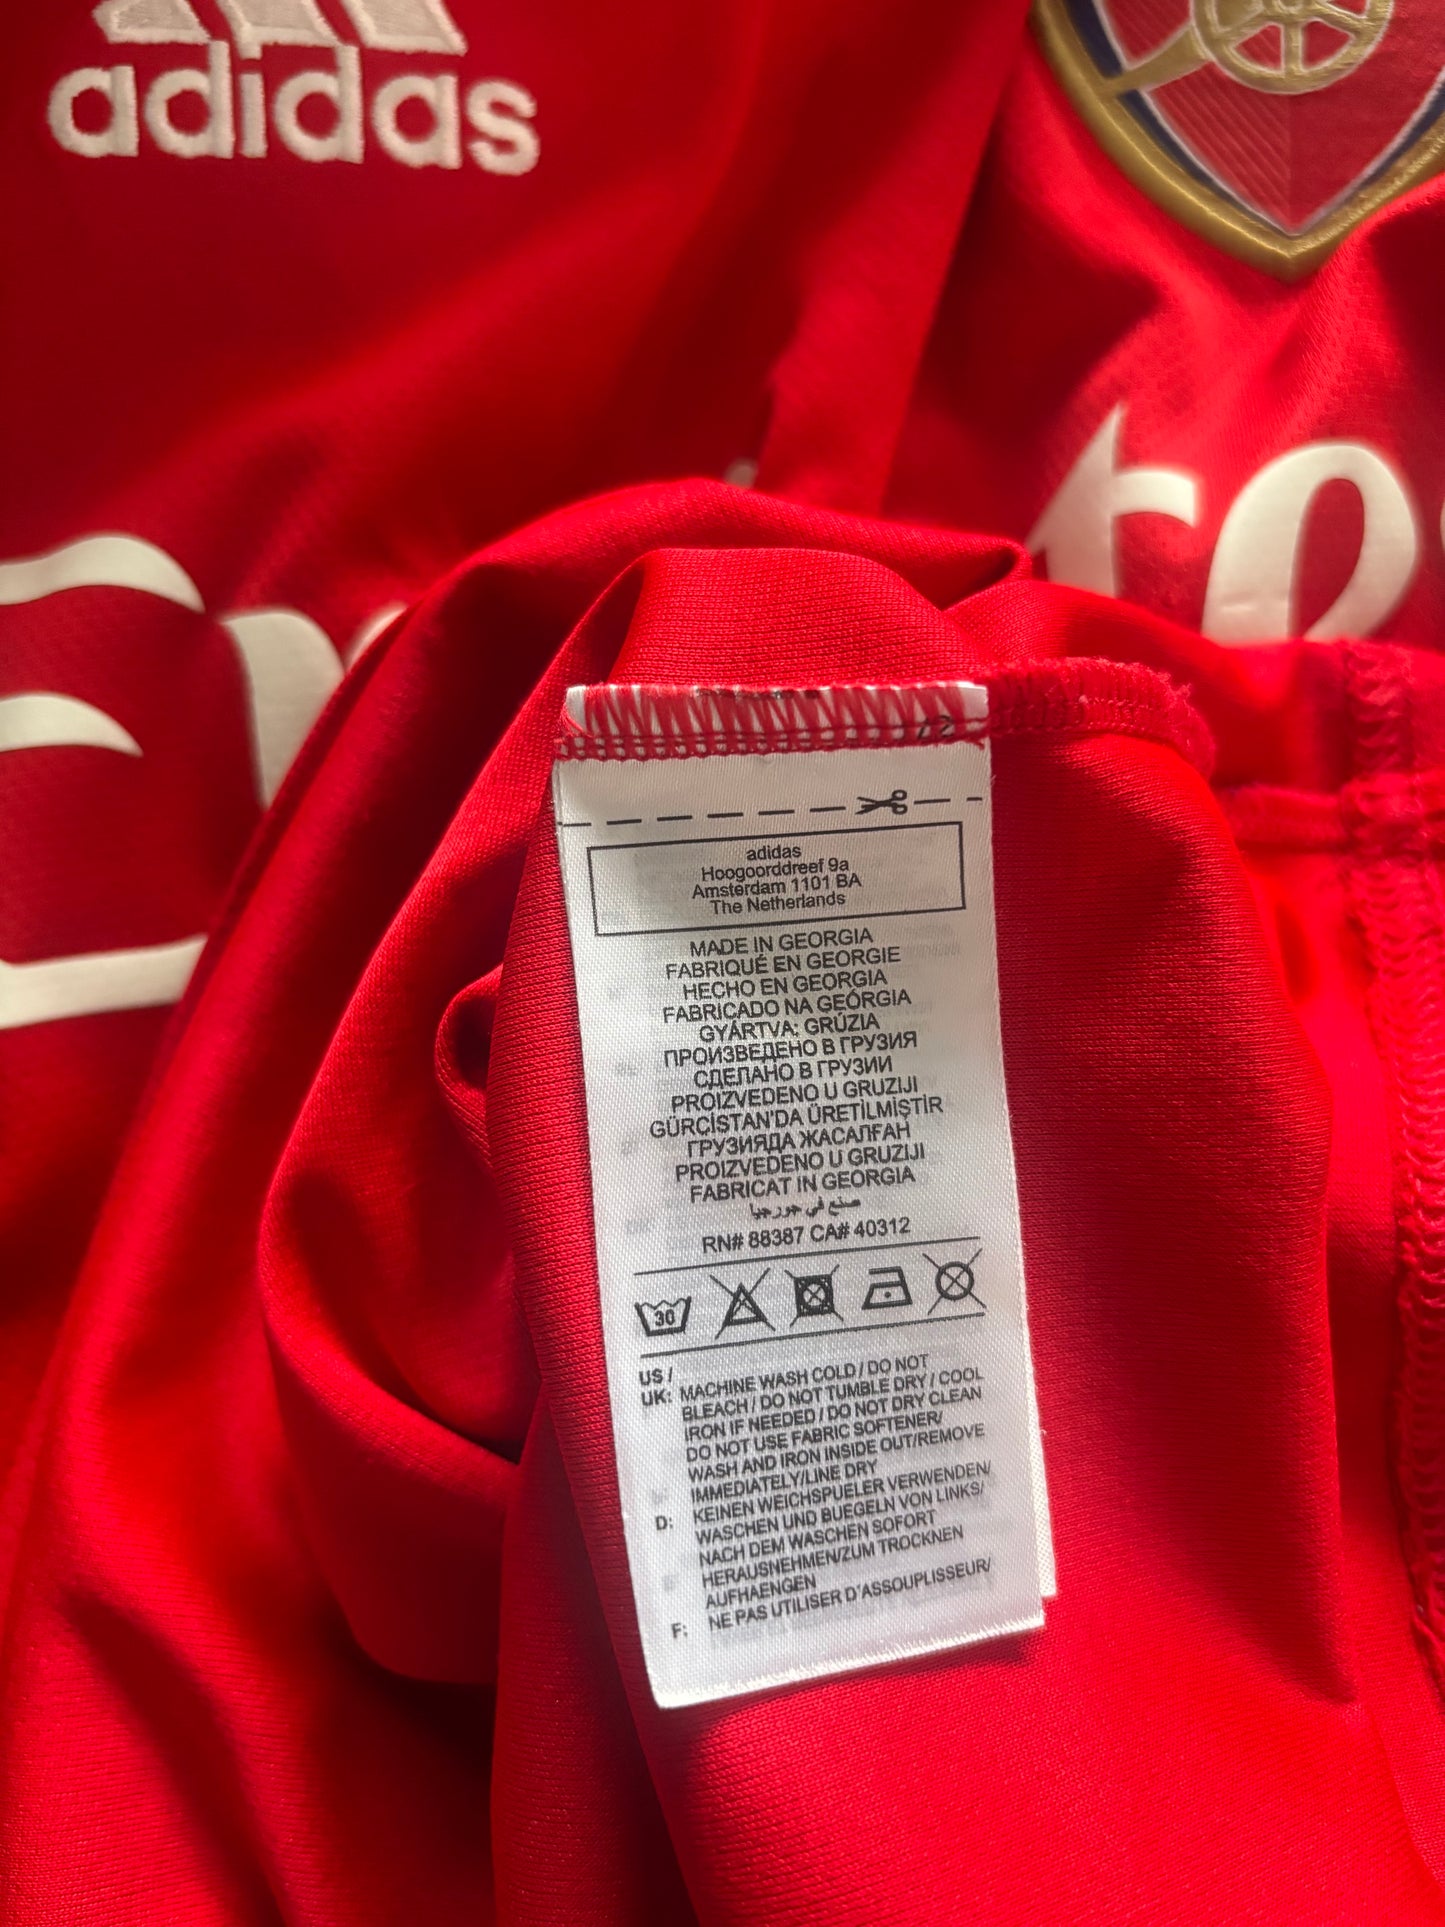 adidas
adidas
Hoogoorddreef 9a
Amsterdam 1101 BA
The Netherlands
MADE IN GEORGIA
FABRIQUÉ EN GEORGIE
HECHO EN GEORGIA
FABRICADO NA GEÓRGIA
GYÁRTVA: GRÚZIA
ПРОИЗВЕДЕНО В ГРУЗИЯ
СДЕЛАНО В ГРУЗИИ
PROIZVEDENO U GRUZIJI
GÜRCİSTAN'DA ÜRETİLMİŞTİR
ГРУЗИЯДА ЖАСАЛҒАН
PROIZVEDENO U GRUZIJI
FABRICAT IN GEORGIA
صنع في جورجيا
RN# 88387 CA# 40312
30
US /
UK: MACHINE WASH COLD / DO NOT
BLEACH / DO NOT TUMBLE DRY / COOL
IRON IF NEEDED / DO NOT DRY CLEAN
DO NOT USE FABRIC SOFTENER/
WASH AND IRON INSIDE OUT/REMOVE
IMMEDIATELY/LINE DRY
D: KEINEN WEICHSPUELER VERWENDEN/
WASCHEN UND BUEGELN VON LINKS/
NACH DEM WASCHEN SOFORT
HERAUSNEHMEN/ZUM TROCKNEN
AUFHAENGEN
F: NE PAS UTILISER D'ASSOUPLISSEUR/